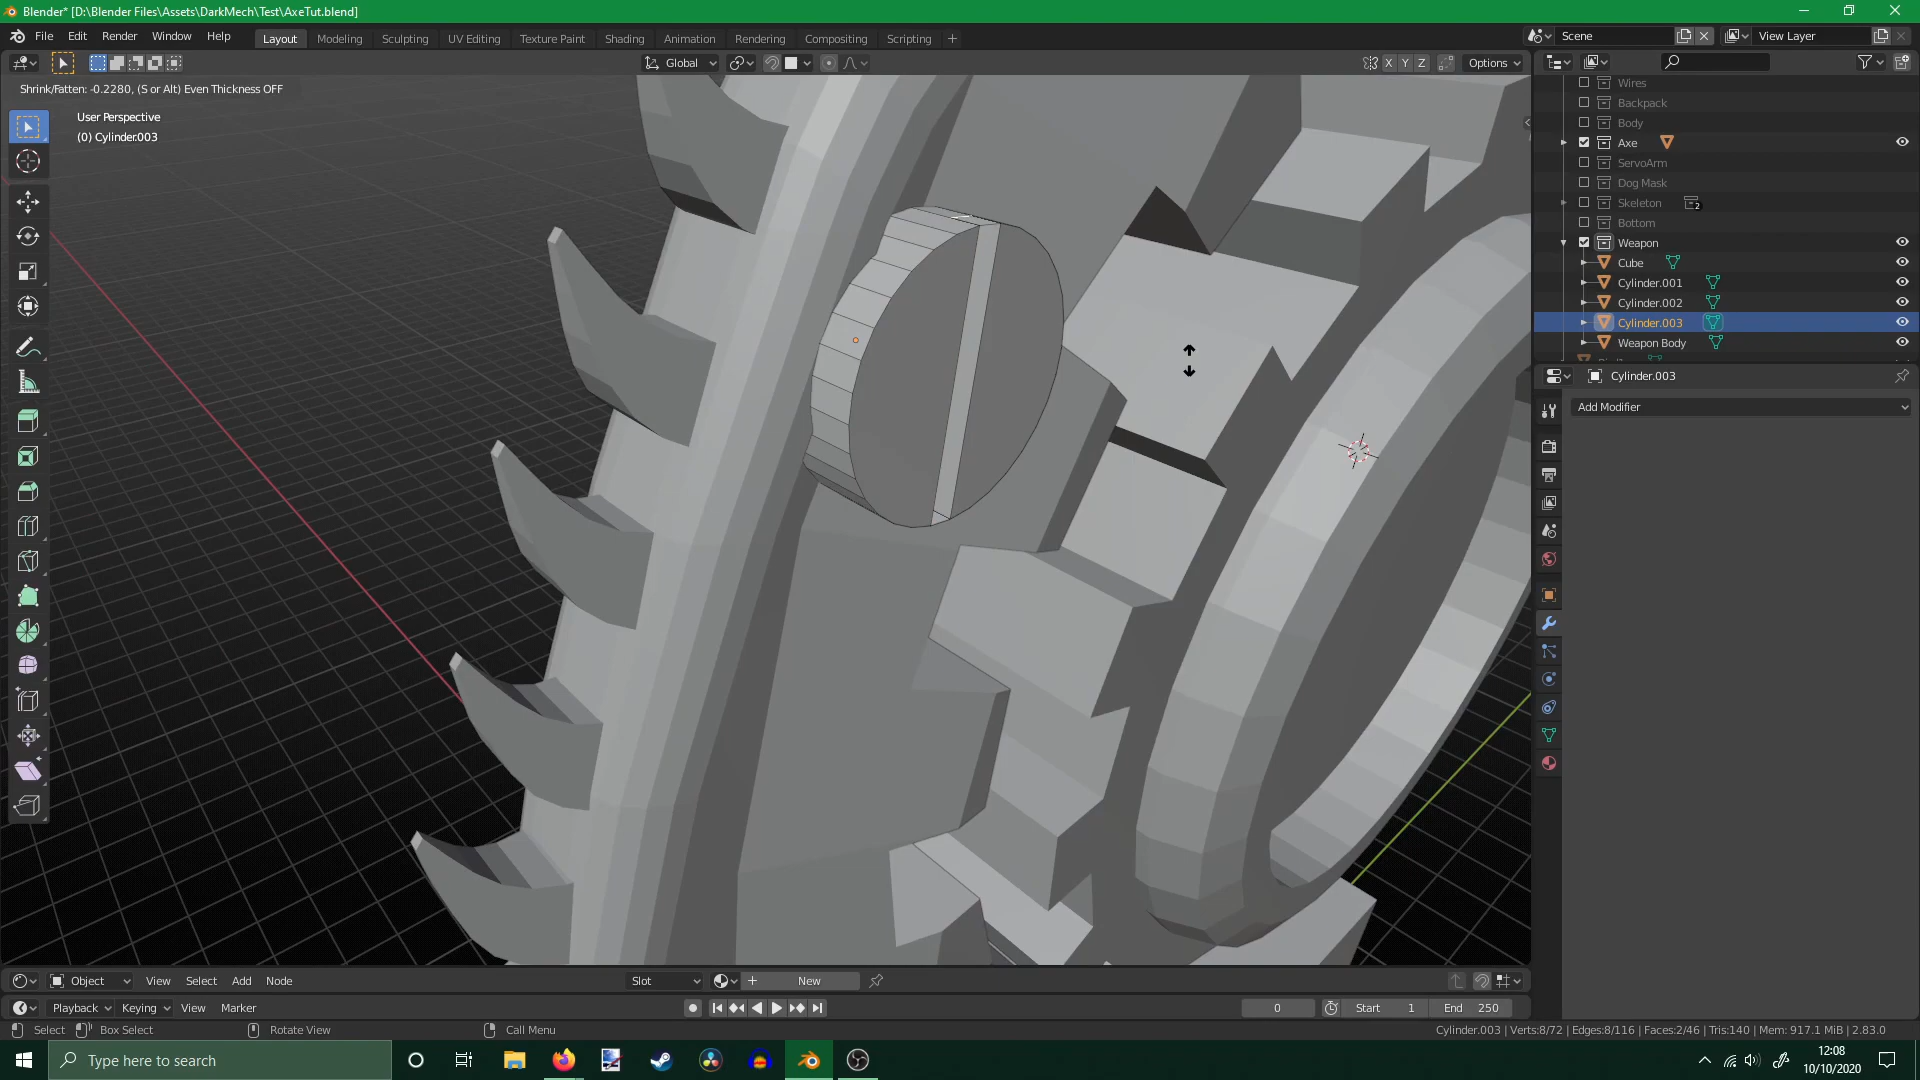 Blender* [D:\Blender Files\Assets\DarkMech\Test\AxeTut.blend]
File Edit Render Window Help
Layout Modeling Sculpting UV Editing Texture Paint Shading Animation Rendering Compositing Scripting +
Scene
View Layer
Global
X Y Z
Options
Shrink/Fatten: -0.2280, (S or Alt) Even Thickness OFF
User Perspective
(0) Cylinder.003
Wires
Backpack
Body
Axe
ServoArm
Dog Mask
Skeleton 2
Bottom
Weapon
Cube
Cylinder.001
Cylinder.002
Cylinder.003
Weapon Body
Cylinder.003
Add Modifier
Object View Select Add Node
Slot
New
Playback Keying View Marker
0 Start 1 End 250
Select Box Select Rotate View Call Menu
Cylinder.003 | Verts:8/72 | Edges:8/116 | Faces:2/46 | Tris:140 | Mem: 917.1 MiB | 2.83.0
Type here to search
12:08
10/10/2020